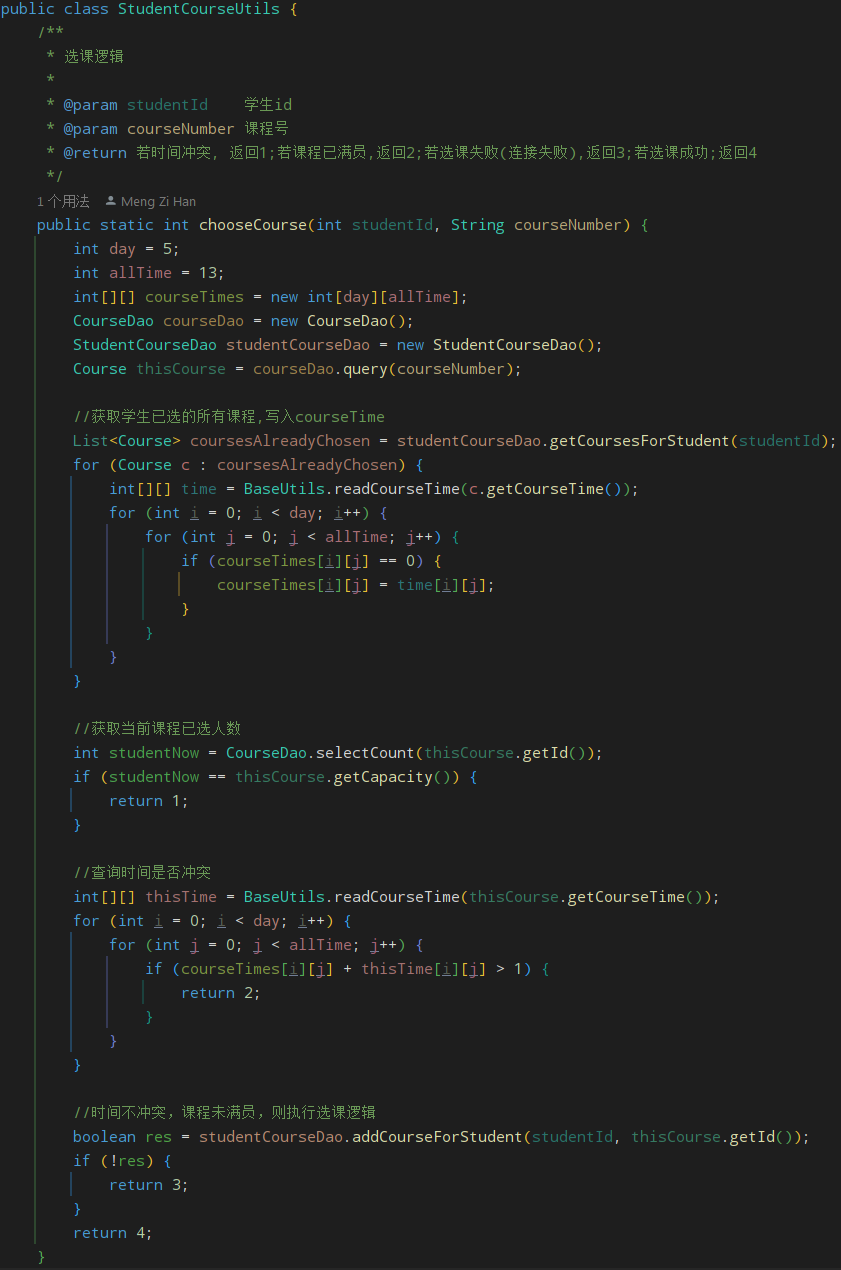 public class StudentCourseUtils {
    /**
     * 选课逻辑
     *
     * @param studentId    学生id
     * @param courseNumber 课程号
     * @return 若时间冲突, 返回1;若课程已满员,返回2;若选课失败(连接失败),返回3;若选课成功;返回4
     */
1 个用法   Meng Zi Han
    public static int chooseCourse(int studentId, String courseNumber) {
        int day = 5;
        int allTime = 13;
        int[][] courseTimes = new int[day][allTime];
        CourseDao courseDao = new CourseDao();
        StudentCourseDao studentCourseDao = new StudentCourseDao();
        Course thisCourse = courseDao.query(courseNumber);

        //获取学生已选的所有课程,写入courseTime
        List<Course> coursesAlreadyChosen = studentCourseDao.getCoursesForStudent(studentId);
        for (Course c : coursesAlreadyChosen) {
            int[][] time = BaseUtils.readCourseTime(c.getCourseTime());
            for (int i = 0; i < day; i++) {
                for (int j = 0; j < allTime; j++) {
                    if (courseTimes[i][j] == 0) {
                        courseTimes[i][j] = time[i][j];
                    }
                }
            }
        }

        //获取当前课程已选人数
        int studentNow = CourseDao.selectCount(thisCourse.getId());
        if (studentNow == thisCourse.getCapacity()) {
            return 1;
        }

        //查询时间是否冲突
        int[][] thisTime = BaseUtils.readCourseTime(thisCourse.getCourseTime());
        for (int i = 0; i < day; i++) {
            for (int j = 0; j < allTime; j++) {
                if (courseTimes[i][j] + thisTime[i][j] > 1) {
                    return 2;
                }
            }
        }

        //时间不冲突，课程未满员，则执行选课逻辑
        boolean res = studentCourseDao.addCourseForStudent(studentId, thisCourse.getId());
        if (!res) {
            return 3;
        }
        return 4;
    }